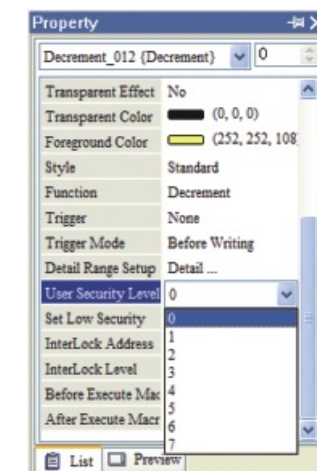 Property
Decrement_012 {Decrement} 0
Transparent Effect No
Transparent Color (0, 0, 0)
Foreground Color (252, 252, 108
Style Standard
Function Decrement
Trigger None
Trigger Mode Before Writing
Detail Range Setup Detail ...
User Security Level 0
Set Low Security 0
InterLock Address 1
2
InterLock Level 3
Before Execute Mac 4
5
After Execute Macr 6
7
List Preview